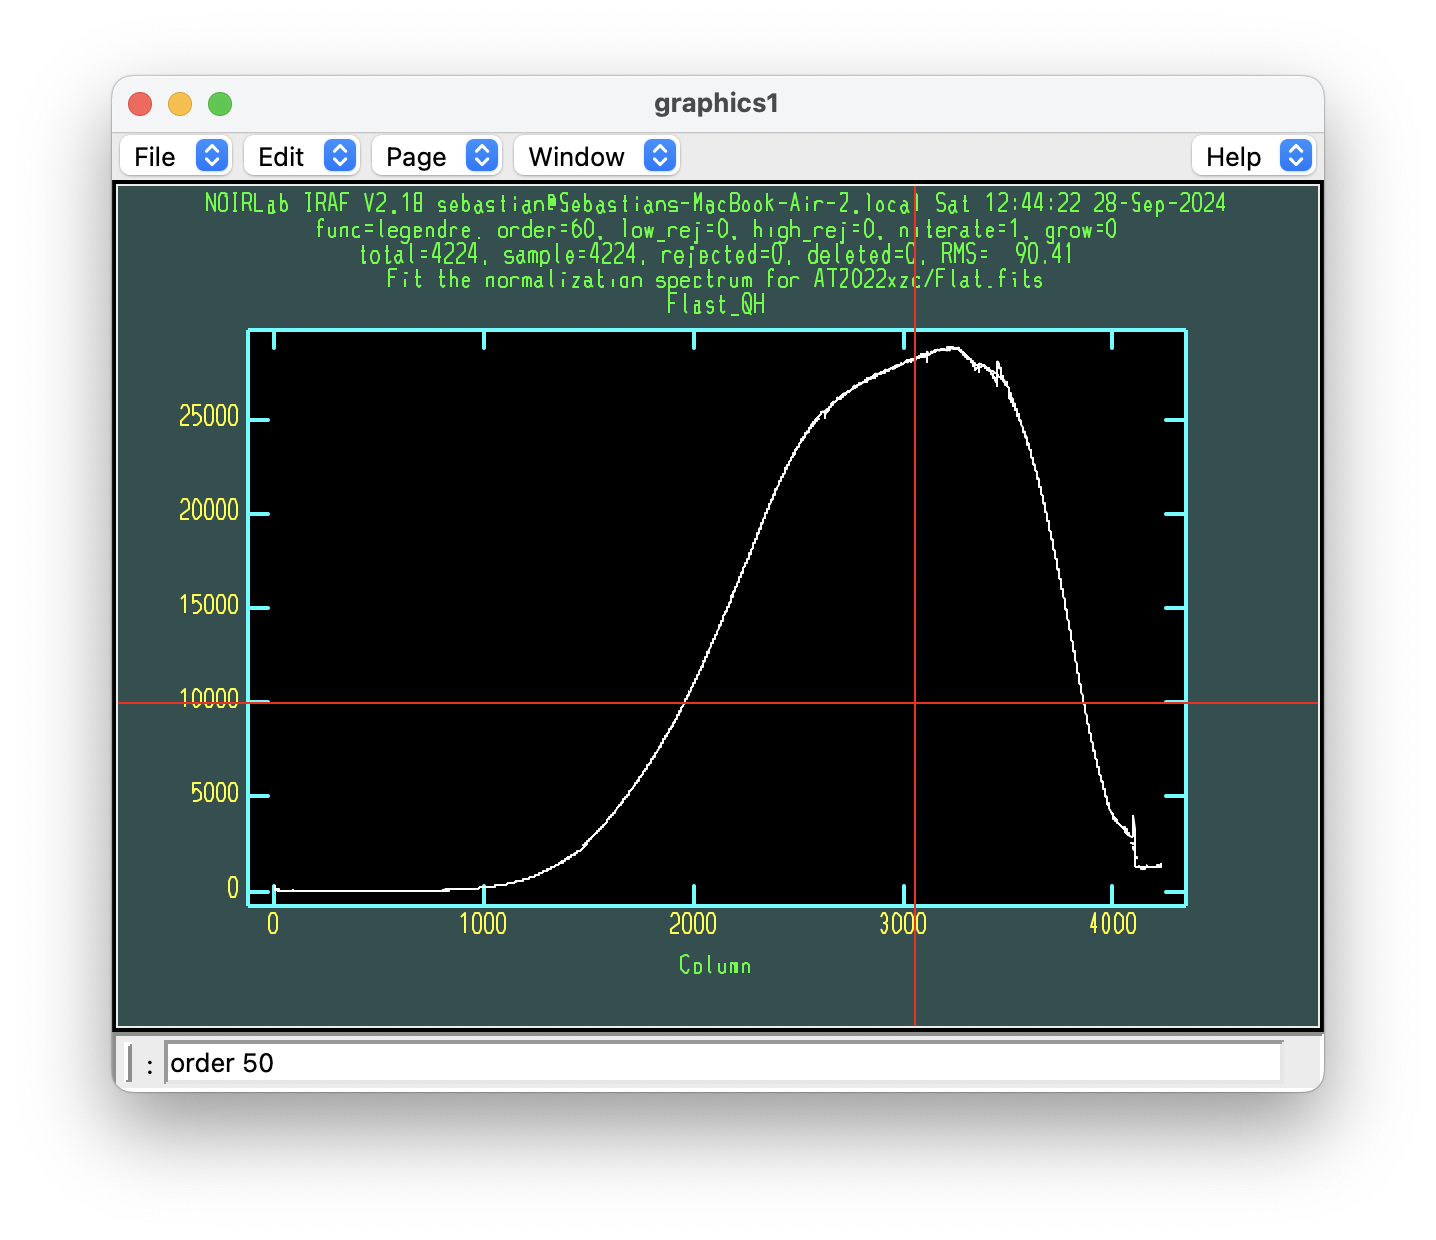 graphics1
File Edit Page Window Help
NOIRLab IRAF V2.18 sebastian@Sebastians-MacBook-Air-2.local Sat 12:44:22 28-Sep-2024
func=legendre, order=60, low_rej=0, high_rej=0, niterate=1, grow=0
total=4224, sample=4224, rejected=0, deleted=0, RMS= 90.41
Fit the normalization spectrum for AT2022xzc/Flat.fits
Flast_QH
25000
20000
15000
10000
5000
0
0 1000 2000 3000 4000
Column
: order 50